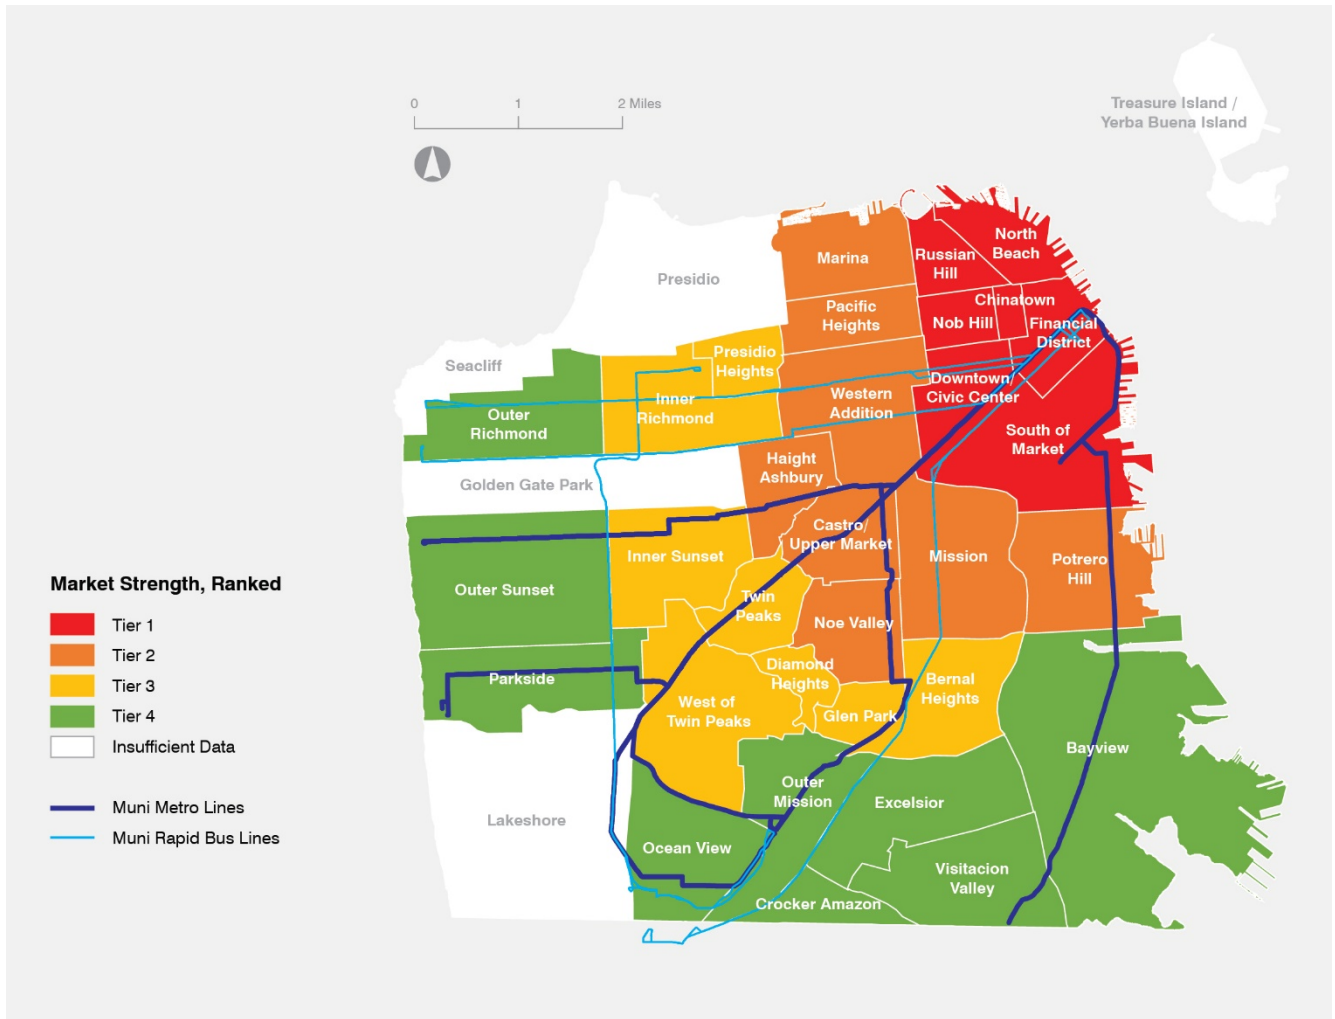 0 1 2 Miles
Treasure Island /
Yerba Buena Island
North
Beach
Russian
Hill
Marina
Presidio
Chinatown
Pacific
Heights
Nob Hill
Financial
District
Presidio
Heights
Seacliff
Downtown/
Civic Center
Western
Addition
Inner
Richmond
Outer
Richmond
South of
Market
Haight
Ashbury
Golden Gate Park
Castro/
Upper Market
Inner Sunset
Mission
Potrero
Hill
Outer Sunset
Twin
Peaks
Noe Valley
Diamond
Heights
Parkside
Bernal
Heights
West of
Twin Peaks
Glen Park
Bayview
Outer
Mission
Excelsior
Lakeshore
Ocean View
Visitacion
Valley
Crocker Amazon
Market Strength, Ranked
Tier 1
Tier 2
Tier 3
Tier 4
Insufficient Data
Muni Metro Lines
Muni Rapid Bus Lines